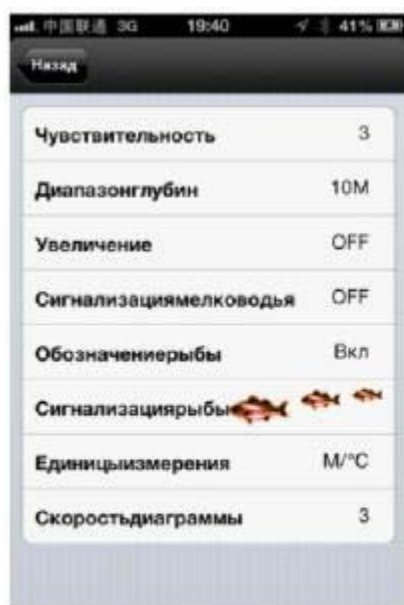 中国联通 3G 19:40 41%
Назад
Чувствительность 3
Диапазонглубин 10M
Увеличение OFF
Сигнализациямелководья OFF
Обозначениерыбы Вкл
Сигнализациярыбы
Единицыизмерения M/°C
Скоростьдиаграммы 3